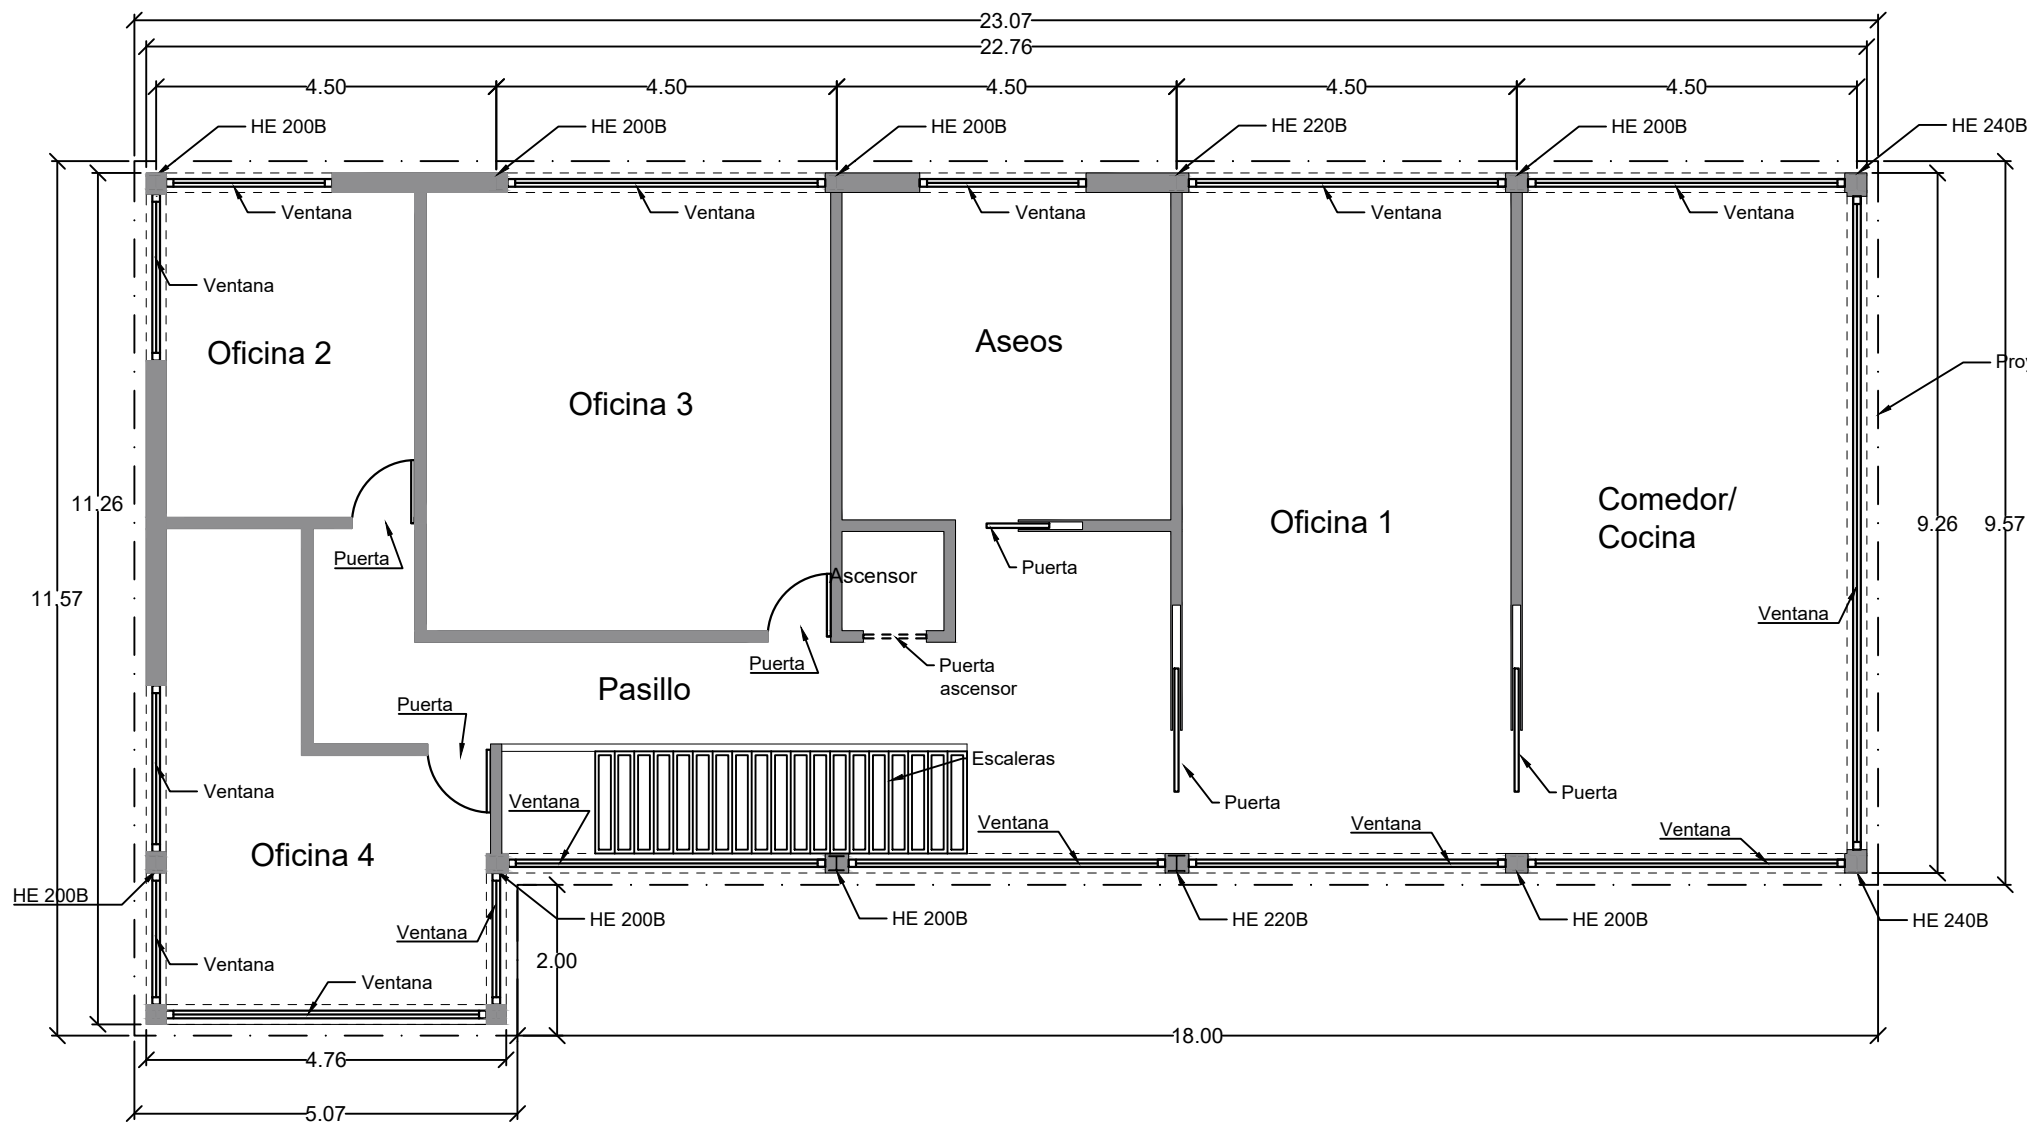 23.07
22.76
4.50
4.50
4.50
4.50
4.50
HE 200B
HE 200B
HE 200B
HE 220B
HE 200B
HE 240B
Ventana
Ventana
Ventana
Ventana
Ventana
Ventana
Oficina 2
Aseos
Oficina 3
Proy
11.26
Comedor/
Cocina
Oficina 1
9.26
9.57
Puerta
Puerta
Ascensor
11.57
Ventana
Puerta
Puerta
ascensor
Pasillo
Puerta
Escaleras
Ventana
Ventana
Puerta
Puerta
Ventana
Ventana
Ventana
Oficina 4
HE 200B
HE 200B
HE 200B
HE 220B
HE 200B
HE 240B
Ventana
Ventana
2.00
Ventana
18.00
4.76
5.07